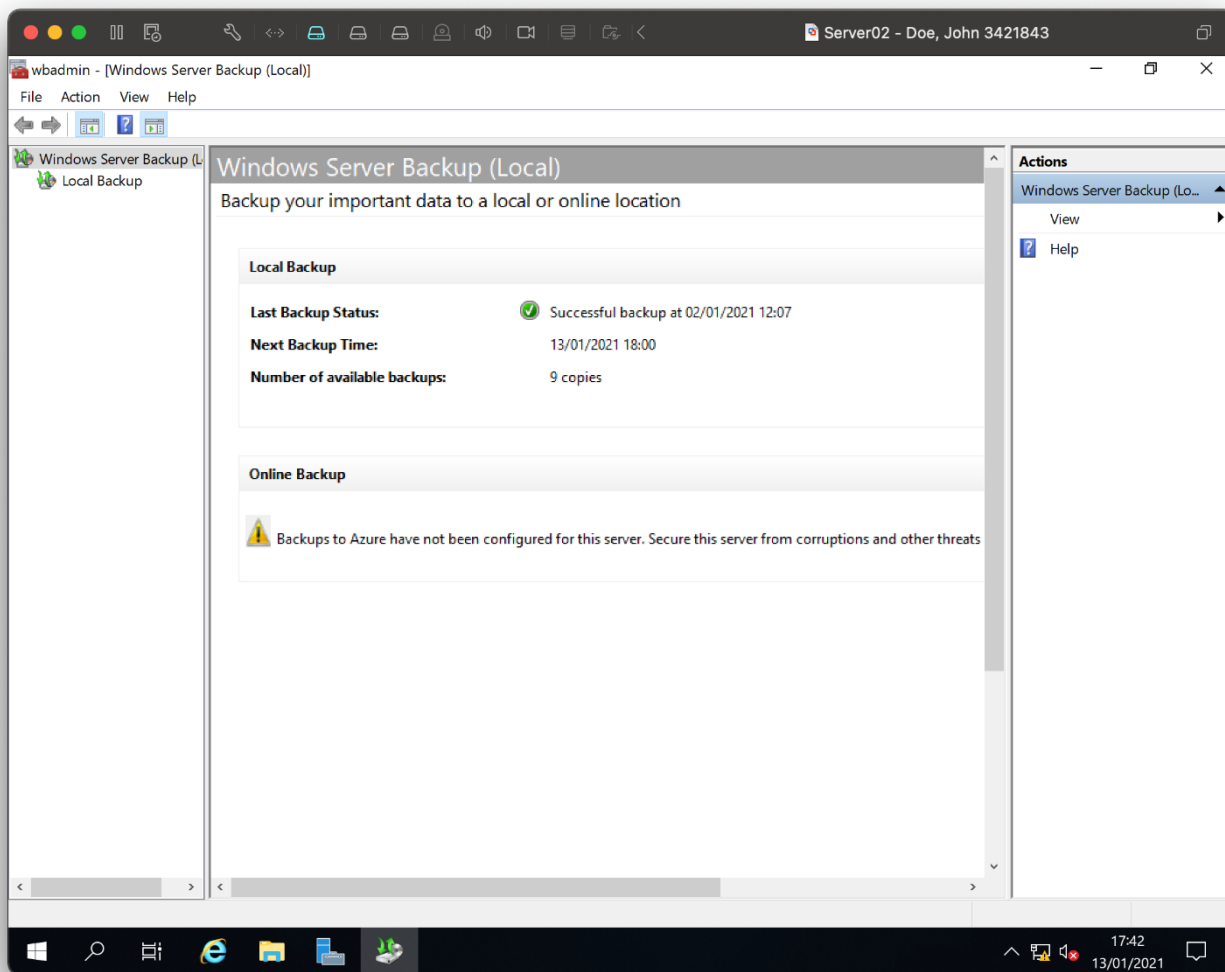 Server02 - Doe, John 3421843
wbadmin - [Windows Server Backup (Local)]
File Action View Help
Windows Server Backup (L
Local Backup
Windows Server Backup (Local)
Backup your important data to a local or online location
Local Backup
Last Backup Status: Successful backup at 02/01/2021 12:07
Next Backup Time: 13/01/2021 18:00
Number of available backups: 9 copies
Online Backup
Backups to Azure have not been configured for this server. Secure this server from corruptions and other threats
Actions
Windows Server Backup (Lo...
View
Help
17:42
13/01/2021